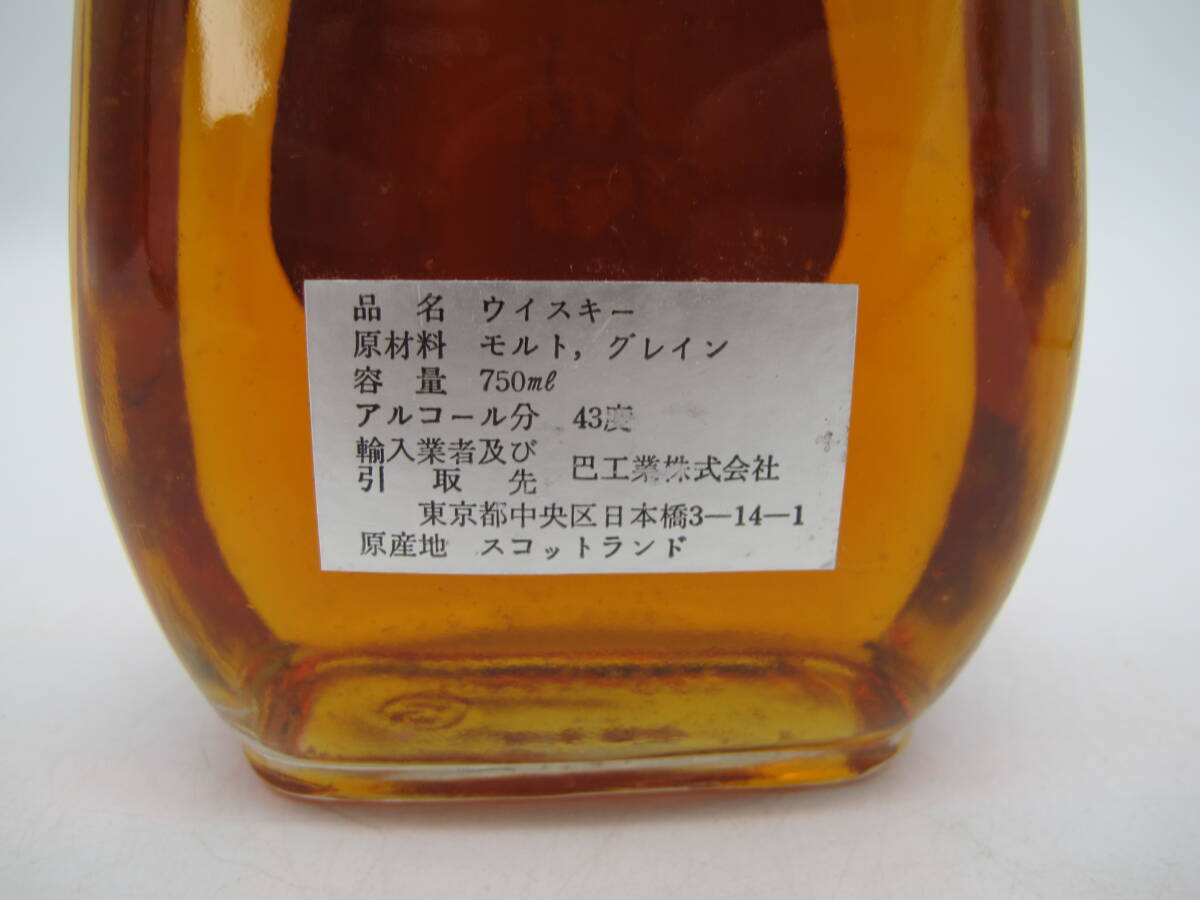 品名 ウイスキー
原材料 モルト, グレイン
容量 750mℓ
アルコール分 43度
輸入業者及び
引取先 巴工業株式会社
東京都中央区日本橋3—14—1
原産地 スコットランド